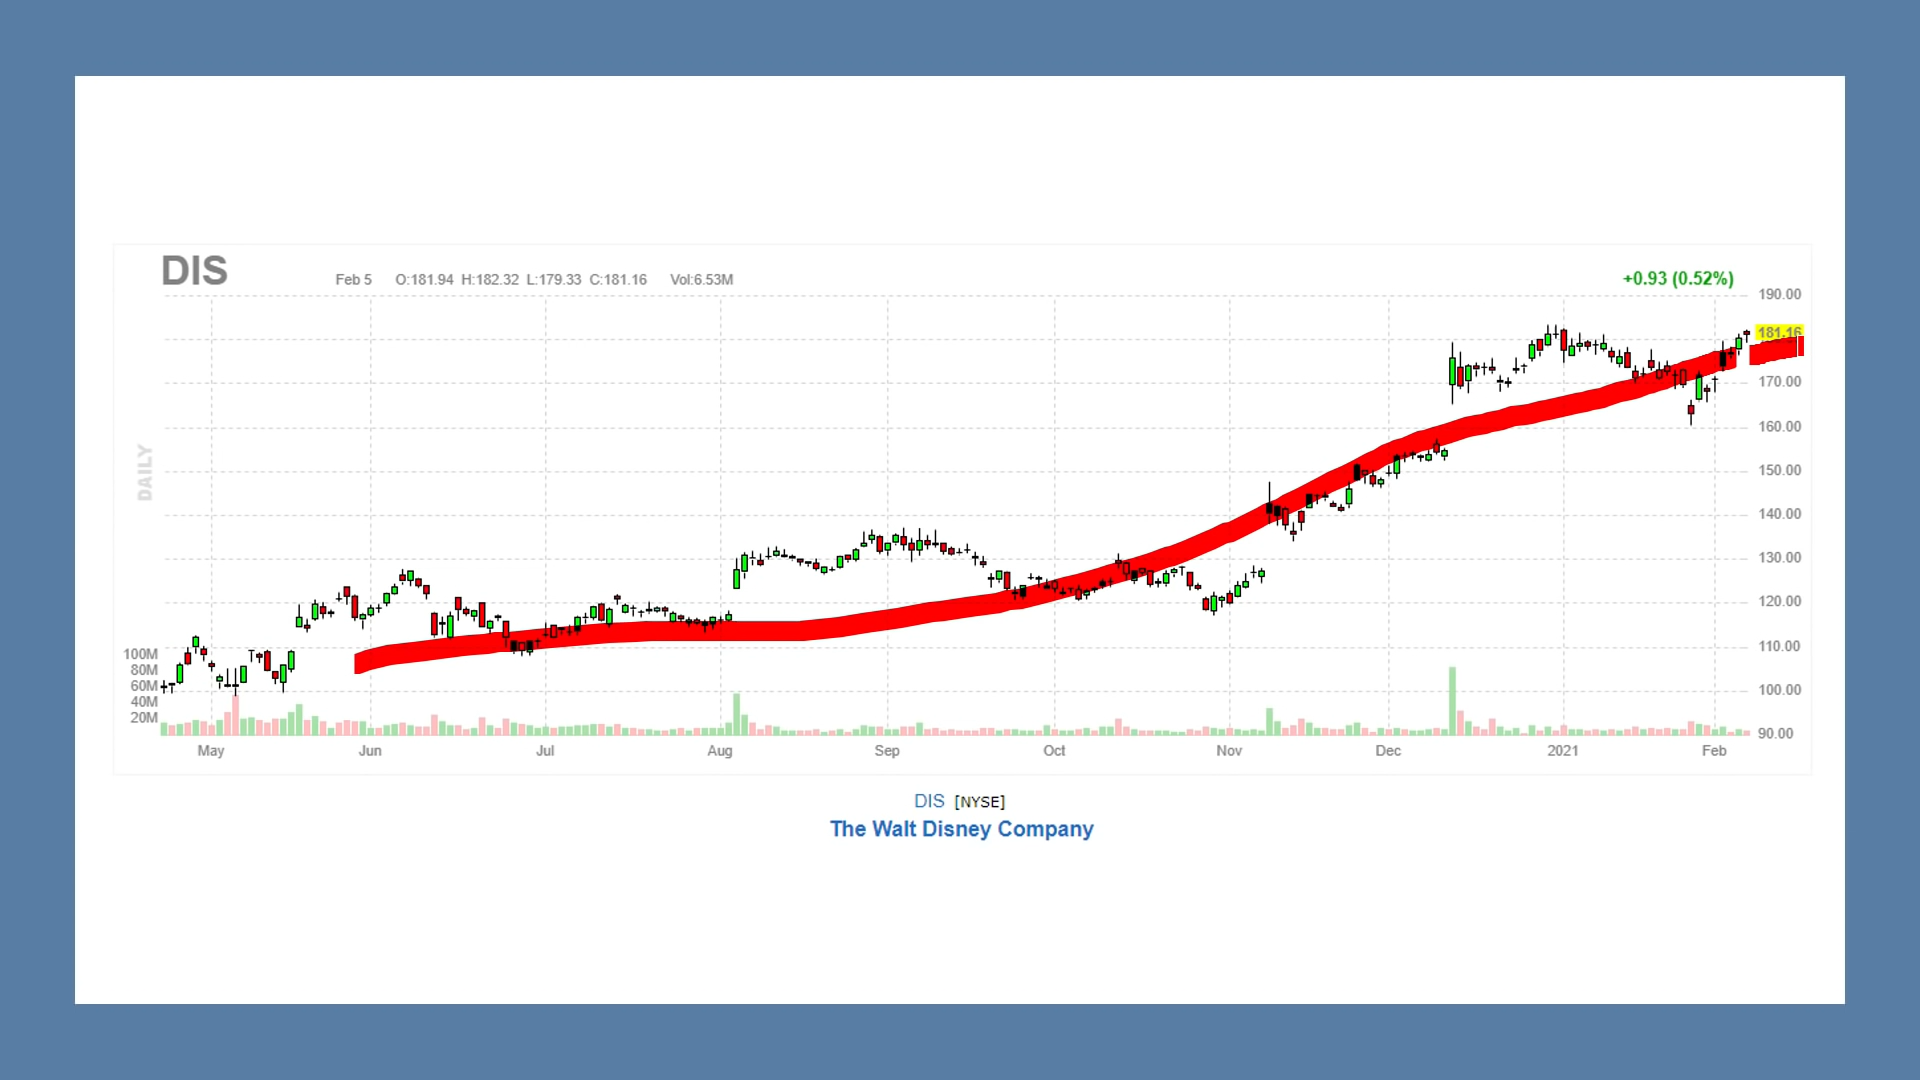 DIS
Feb 5 O:181.94 H:182.32 L:179.33 C:181.16 Vol:6.53M
+0.93 (0.52%)
190.00
181.16
170.00
160.00
150.00
140.00
130.00
120.00
110.00
100.00
90.00
DAILY
100M
80M
60M
40M
20M
May Jun Jul Aug Sep Oct Nov Dec 2021 Feb
DIS [NYSE]
The Walt Disney Company